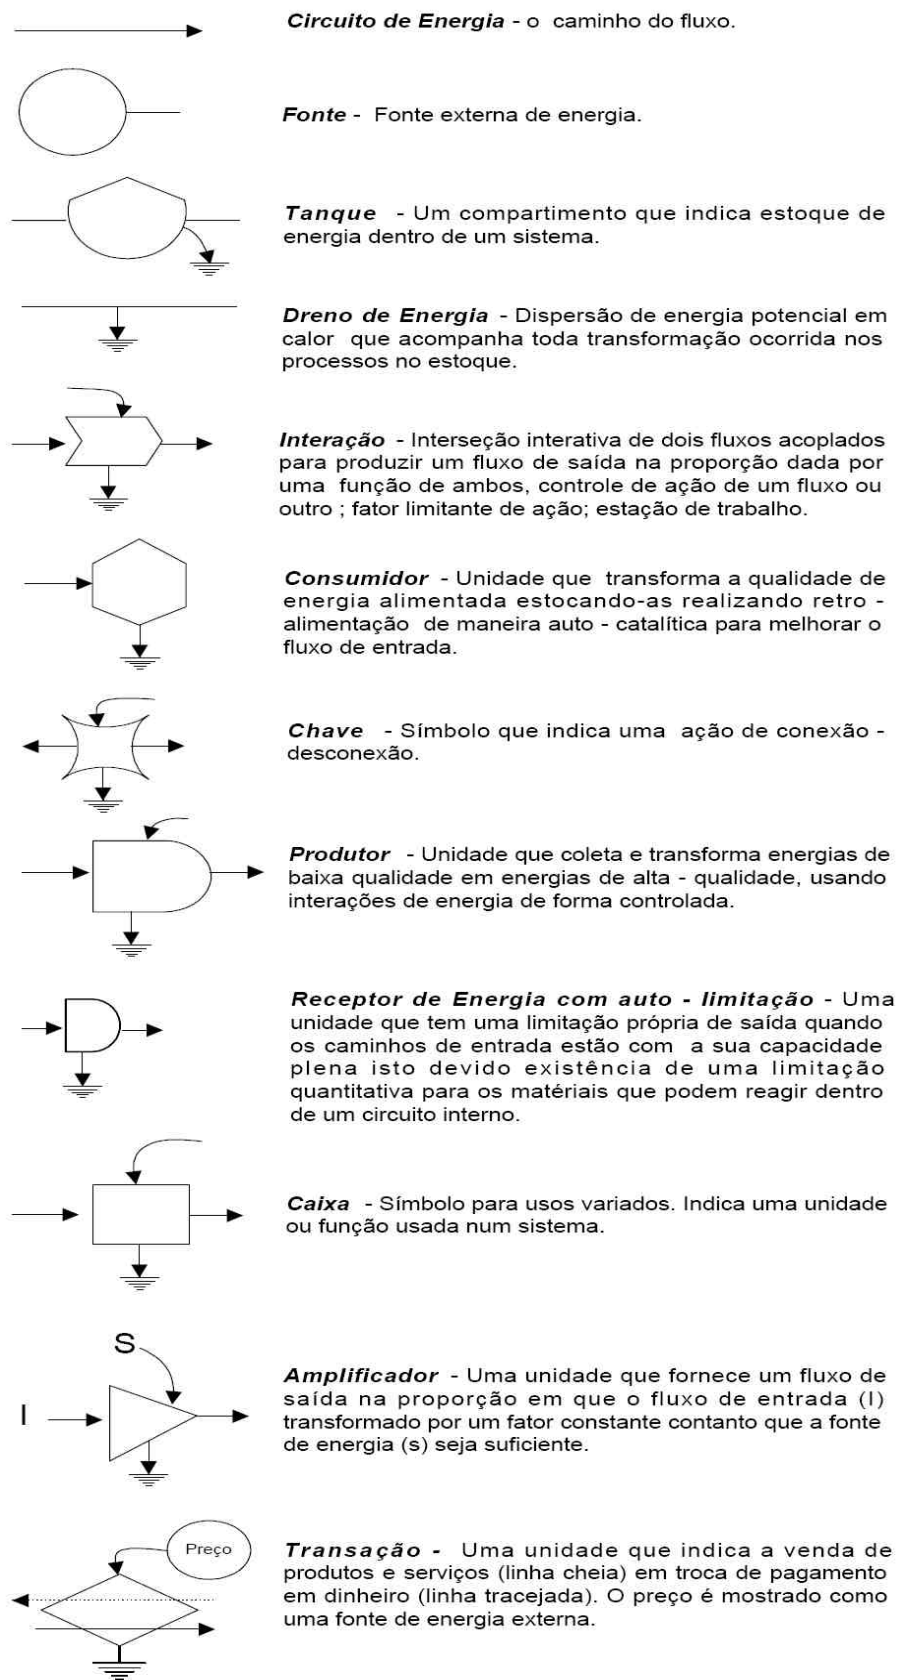 Circuito de Energia - o caminho do fluxo.
Fonte - Fonte externa de energia.
Tanque - Um compartimento que indica estoque de
energia dentro de um sistema.
Dreno de Energia - Dispersão de energia potencial em
calor que acompanha toda transformação ocorrida nos
processos no estoque.
Interação - Interseção interativa de dois fluxos acoplados
para produzir um fluxo de saída na proporção dada por
uma função de ambos, controle de ação de um fluxo ou
outro ; fator limitante de ação; estação de trabalho.
Consumidor - Unidade que transforma a qualidade de
energia alimentada estocando-as realizando retro -
alimentação de maneira auto - catalítica para melhorar o
fluxo de entrada.
Chave - Símbolo que indica uma ação de conexão -
desconexão.
Produtor - Unidade que coleta e transforma energias de
baixa qualidade em energias de alta - qualidade, usando
interações de energia de forma controlada.
Receptor de Energia com auto - limitação - Uma
unidade que tem uma limitação própria de saída quando
os caminhos de entrada estão com a sua capacidade
plena isto devido existência de uma limitação
quantitativa para os matériais que podem reagir dentro
de um circuito interno.
Caixa - Símbolo para usos variados. Indica uma unidade
ou função usada num sistema.
S
I
Amplificador - Uma unidade que fornece um fluxo de
saída na proporção em que o fluxo de entrada (I)
transformado por um fator constante contanto que a fonte
de energia (s) seja suficiente.
Preço
Transação - Uma unidade que indica a venda de
produtos e serviços (linha cheia) em troca de pagamento
em dinheiro (linha tracejada). O preço é mostrado como
uma fonte de energia externa.